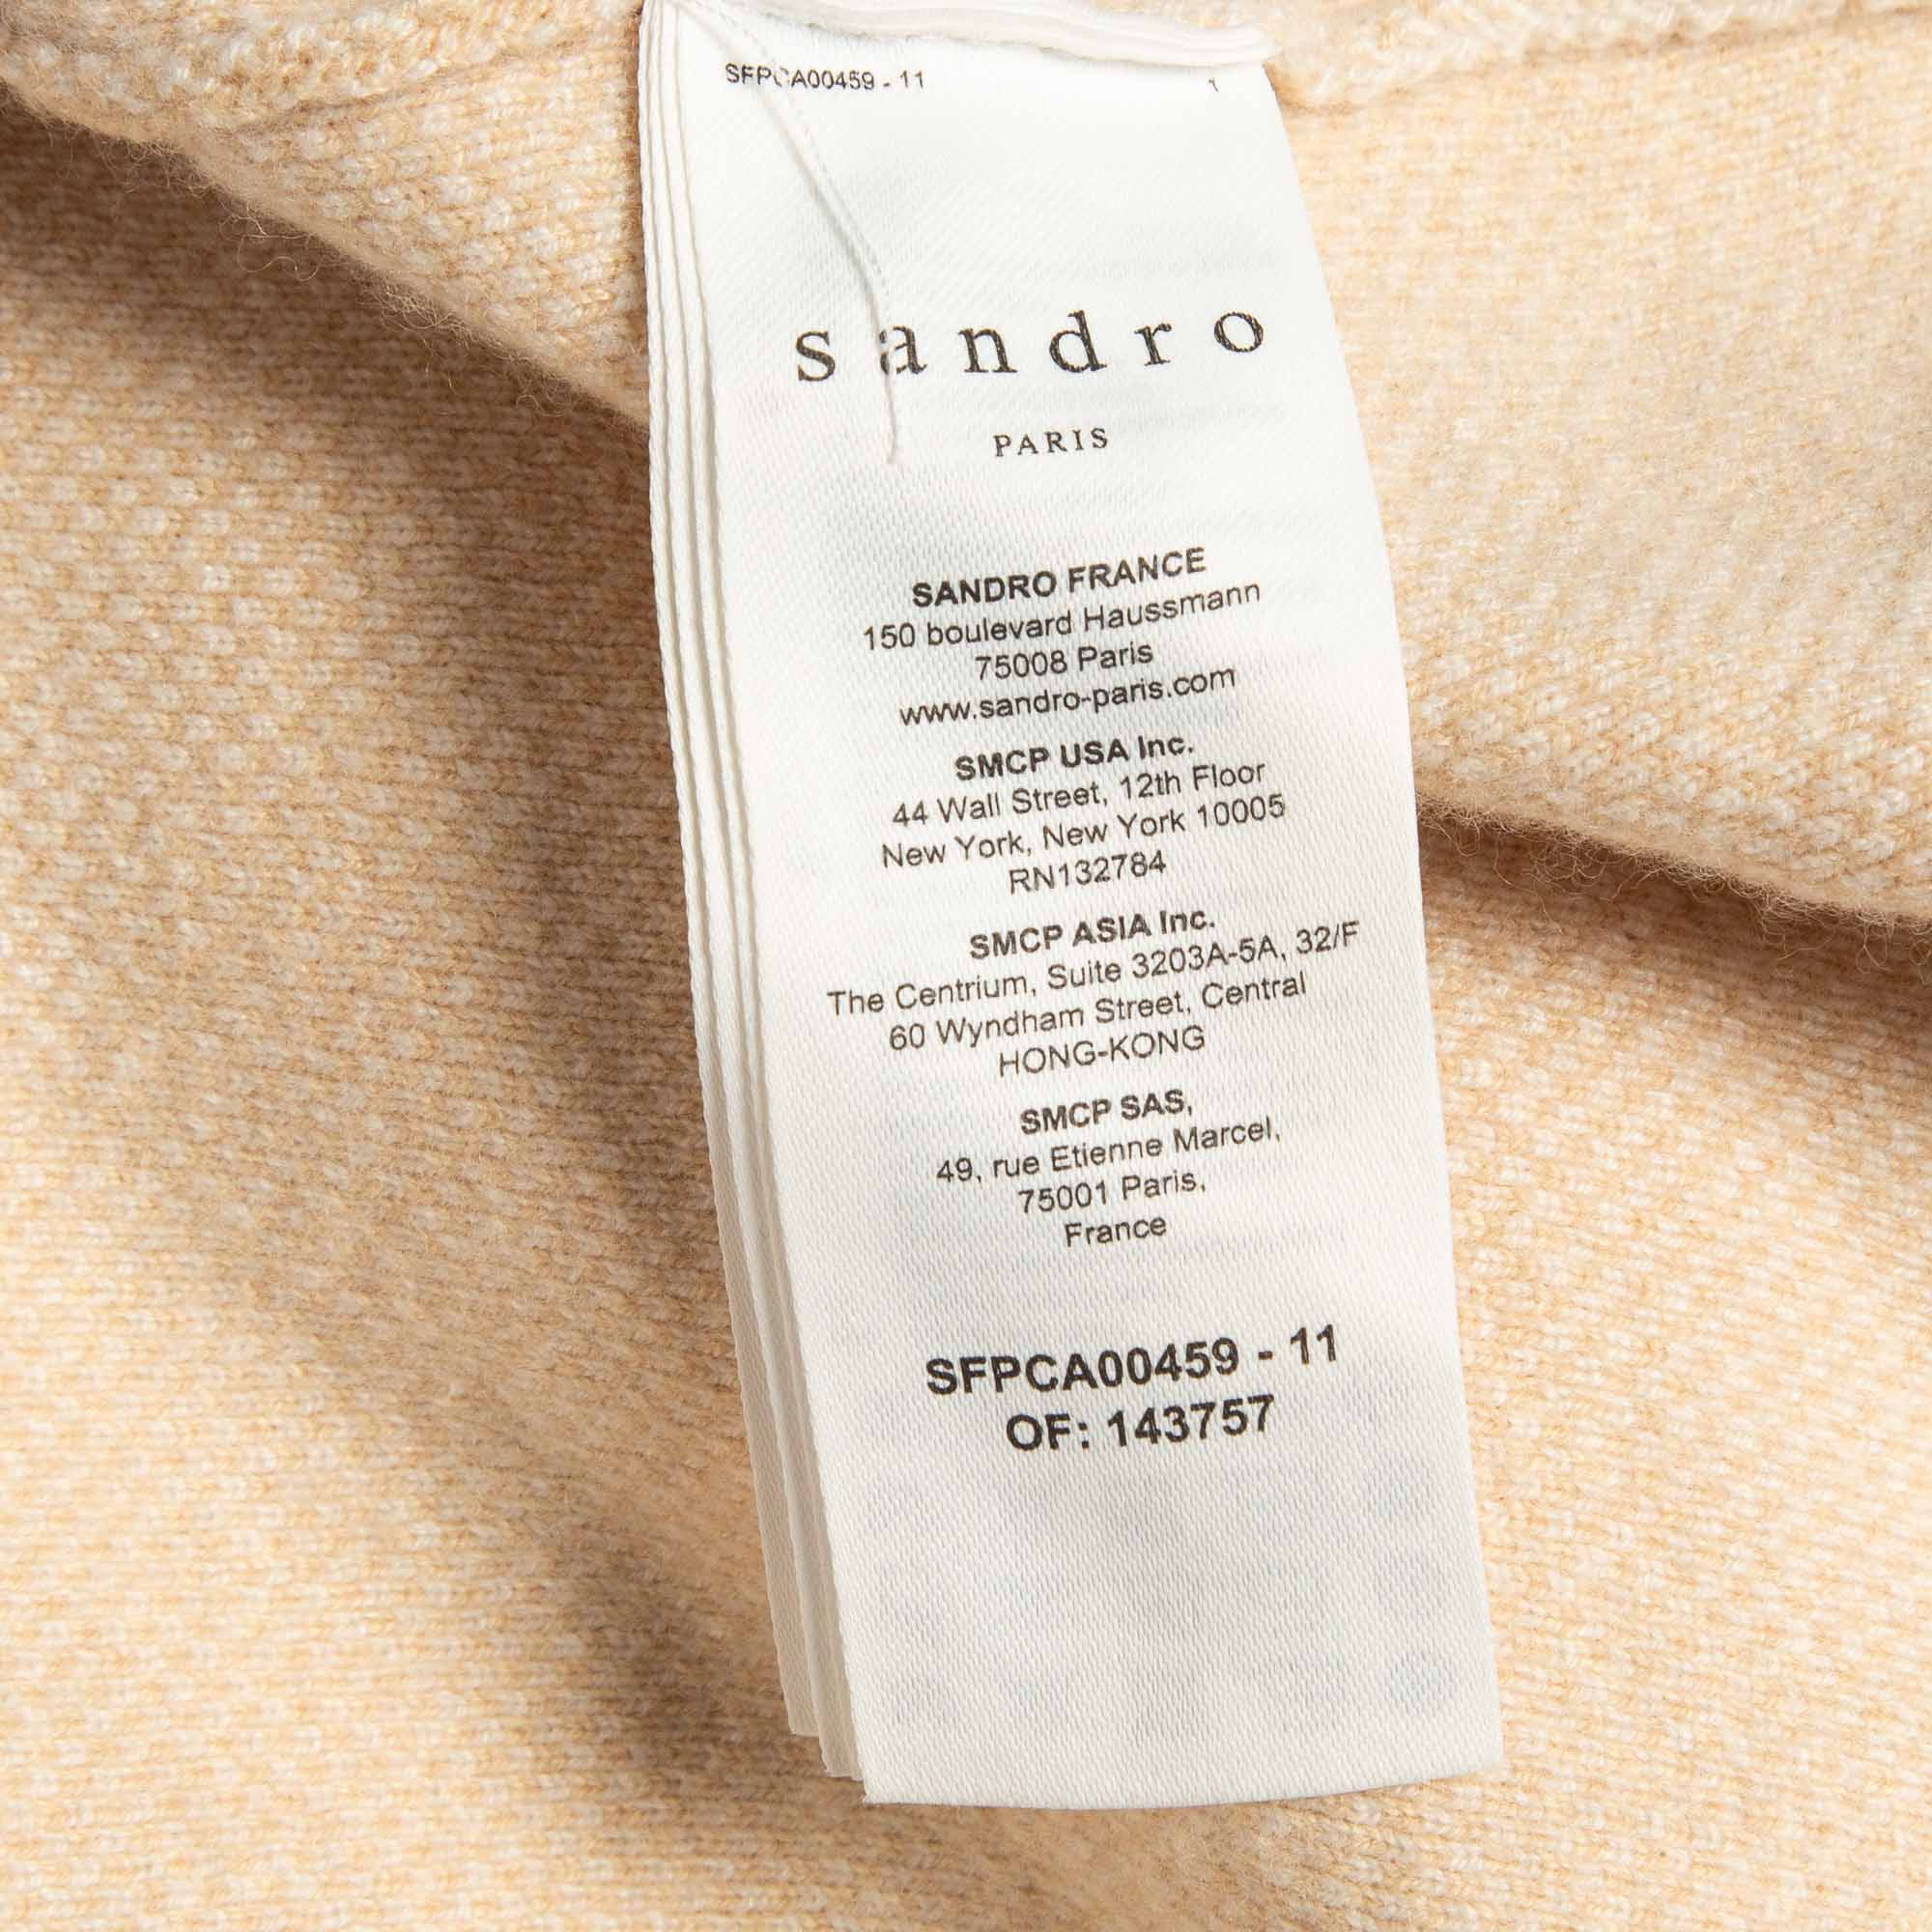 SFPCA00459 - 11 1
sandro
PARIS
SANDRO FRANCE
150 boulevard Haussmann
75008 Paris
www.sandro-paris.com
SMCP USA Inc.
44 Wall Street, 12th Floor
New York, New York 10005
RN132784
SMCP ASIA Inc.
The Centrium, Suite 3203A-5A, 32/F
60 Wyndham Street, Central
HONG-KONG
SMCP SAS,
49, rue Etienne Marcel,
75001 Paris,
France
SFPCA00459 - 11
OF: 143757